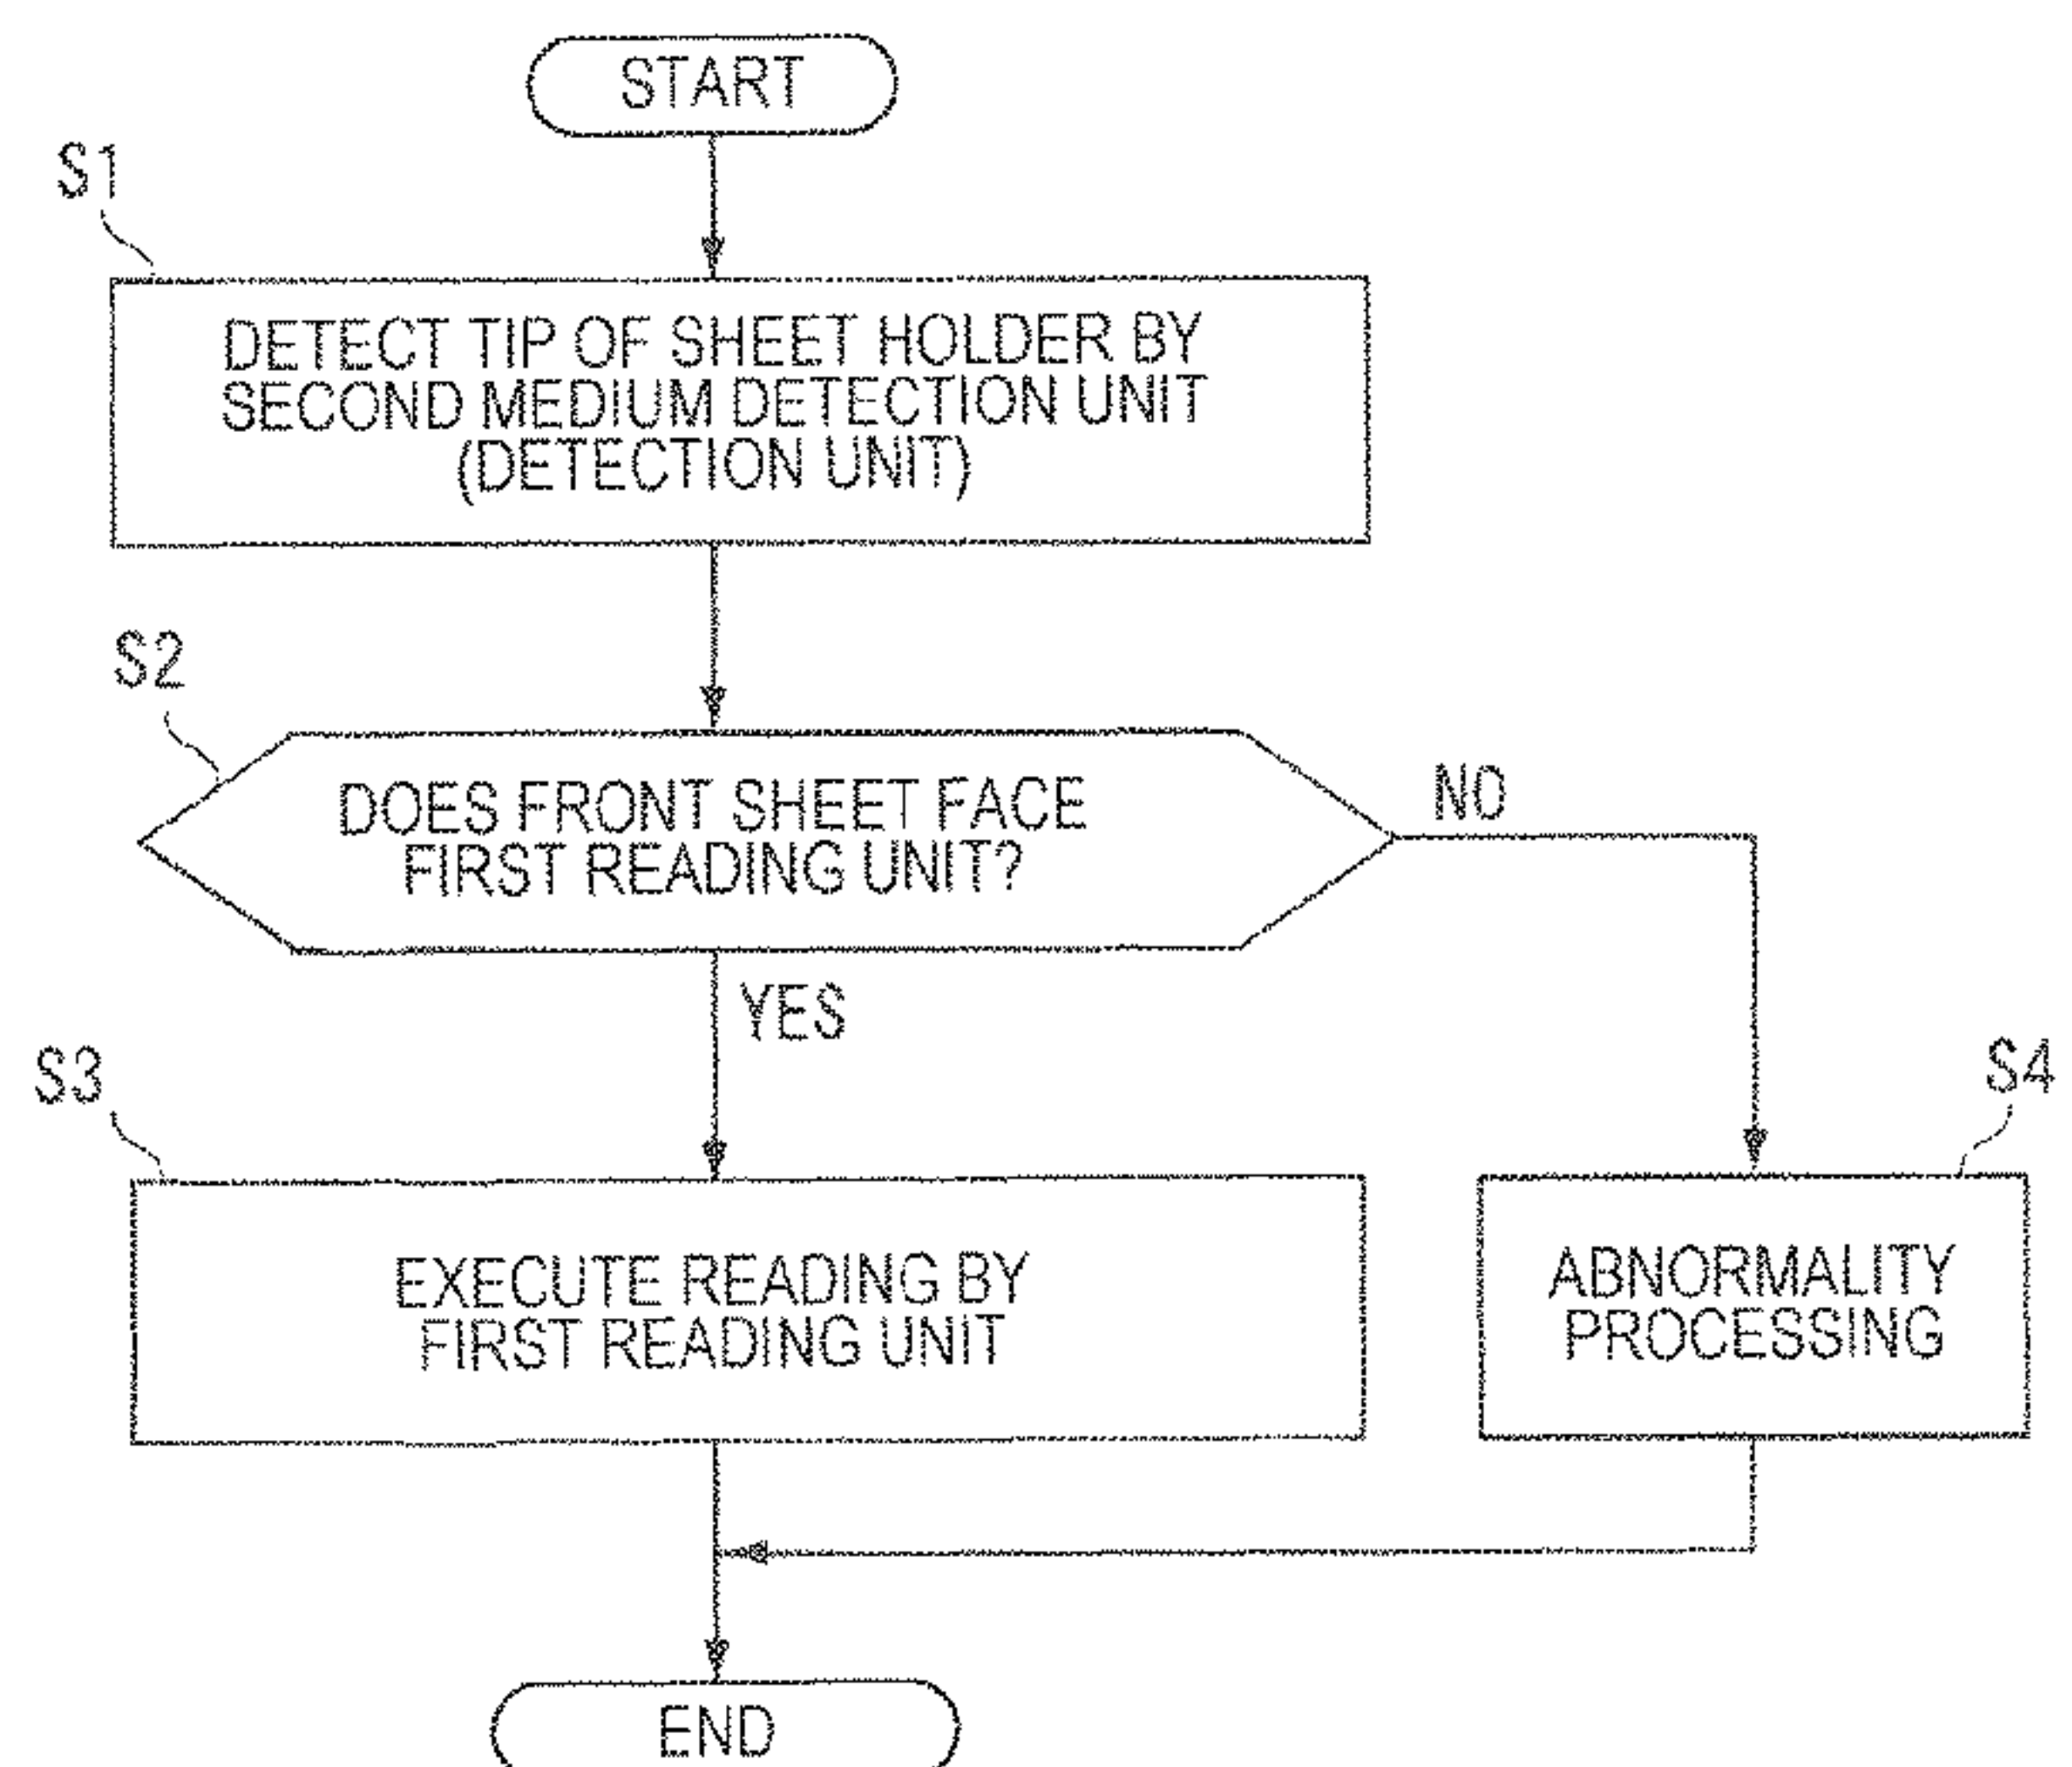 START
S1
DETECT TIP OF SHEET HOLDER BY
SECOND MEDIUM DETECTION UNIT
(DETECTION UNIT)
S2
DOES FRONT SHEET FACE
FIRST READING UNIT?
NO
YES
S3
EXECUTE READING BY
FIRST READING UNIT
S4
ABNORMALITY
PROCESSING
END